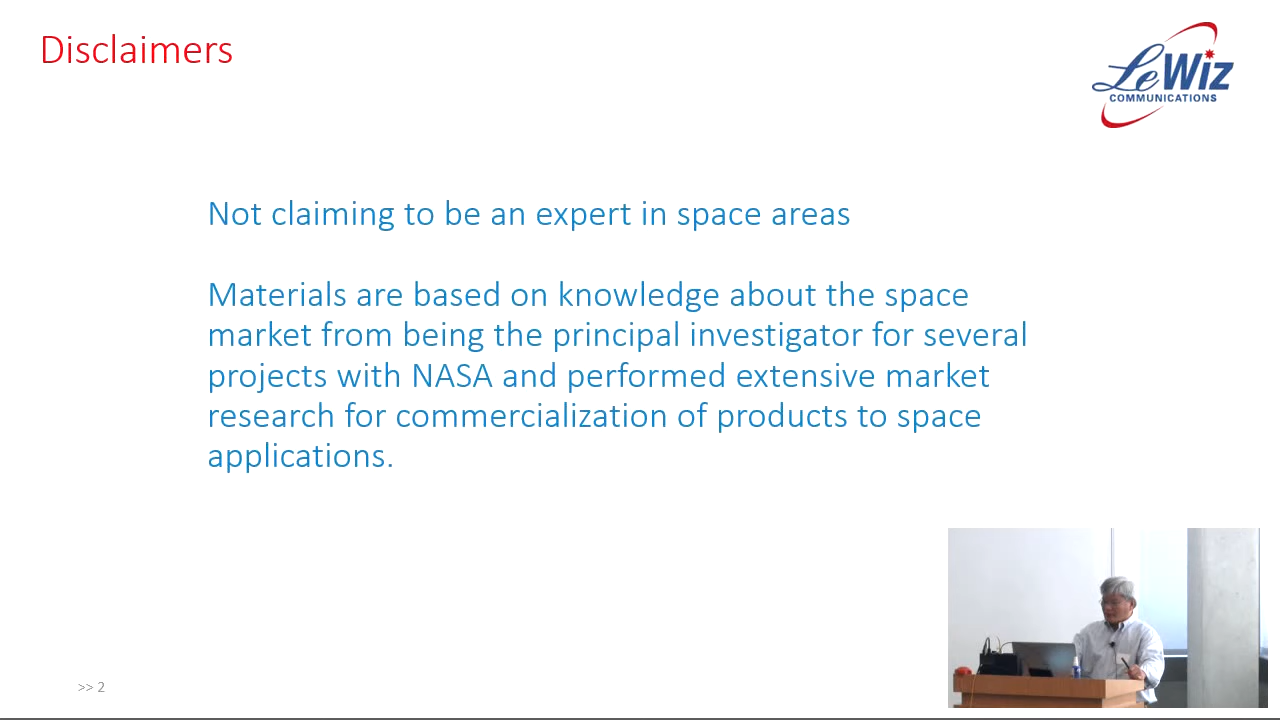 Disclaimers
LeWiz
COMMUNICATIONS
Not claiming to be an expert in space areas
Materials are based on knowledge about the space
market from being the principal investigator for several
projects with NASA and performed extensive market
research for commercialization of products to space
applications.
>> 2